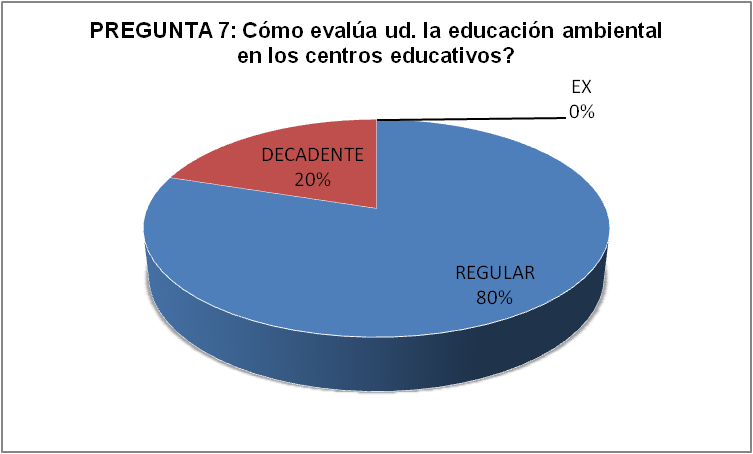 PREGUNTA 7: Cómo evalúa ud. la educación ambiental
en los centros educativos?
EX
0%
DECADENTE
20%
REGULAR
80%